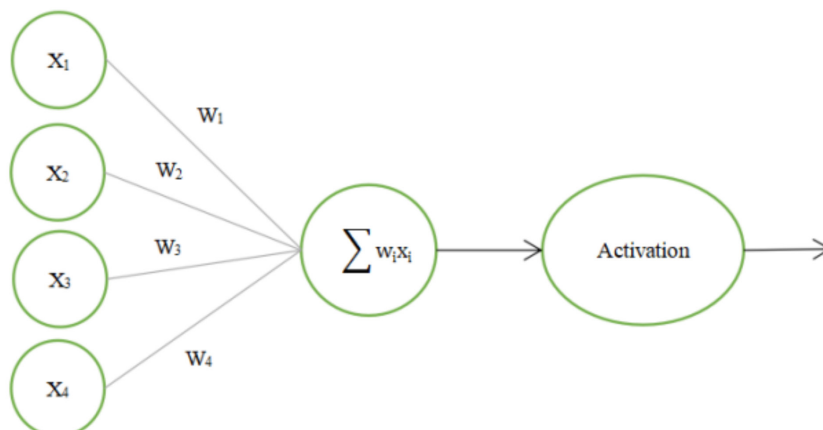 X₁
W₁
X₂
W₂
W₃
X₃
∑ wᵢxᵢ
Activation
W₄
X₄